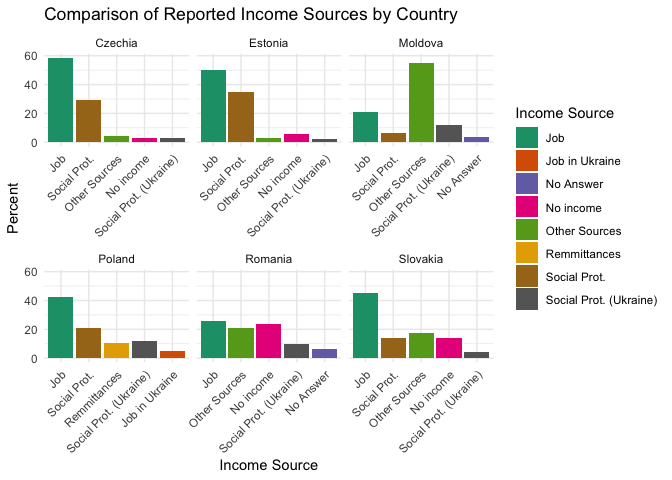 Comparison of Reported Income Sources by Country
Czechia
Estonia
Moldova
60
40
20
0
Job
Social Prot.
Other Sources
No income
Social Prot. (Ukraine)
Job
Social Prot.
Other Sources
No income
Social Prot. (Ukraine)
Job
Social Prot.
Other Sources
Social Prot. (Ukraine)
No Answer
Percent
Poland
Romania
Slovakia
60
40
20
0
Job
Social Prot.
Remmittances
Social Prot. (Ukraine)
Job in Ukraine
Job
Other Sources
No income
Social Prot. (Ukraine)
No Answer
Job
Social Prot.
Other Sources
No income
Social Prot. (Ukraine)
Income Source
Income Source
Job
Job in Ukraine
No Answer
No income
Other Sources
Remmittances
Social Prot.
Social Prot. (Ukraine)